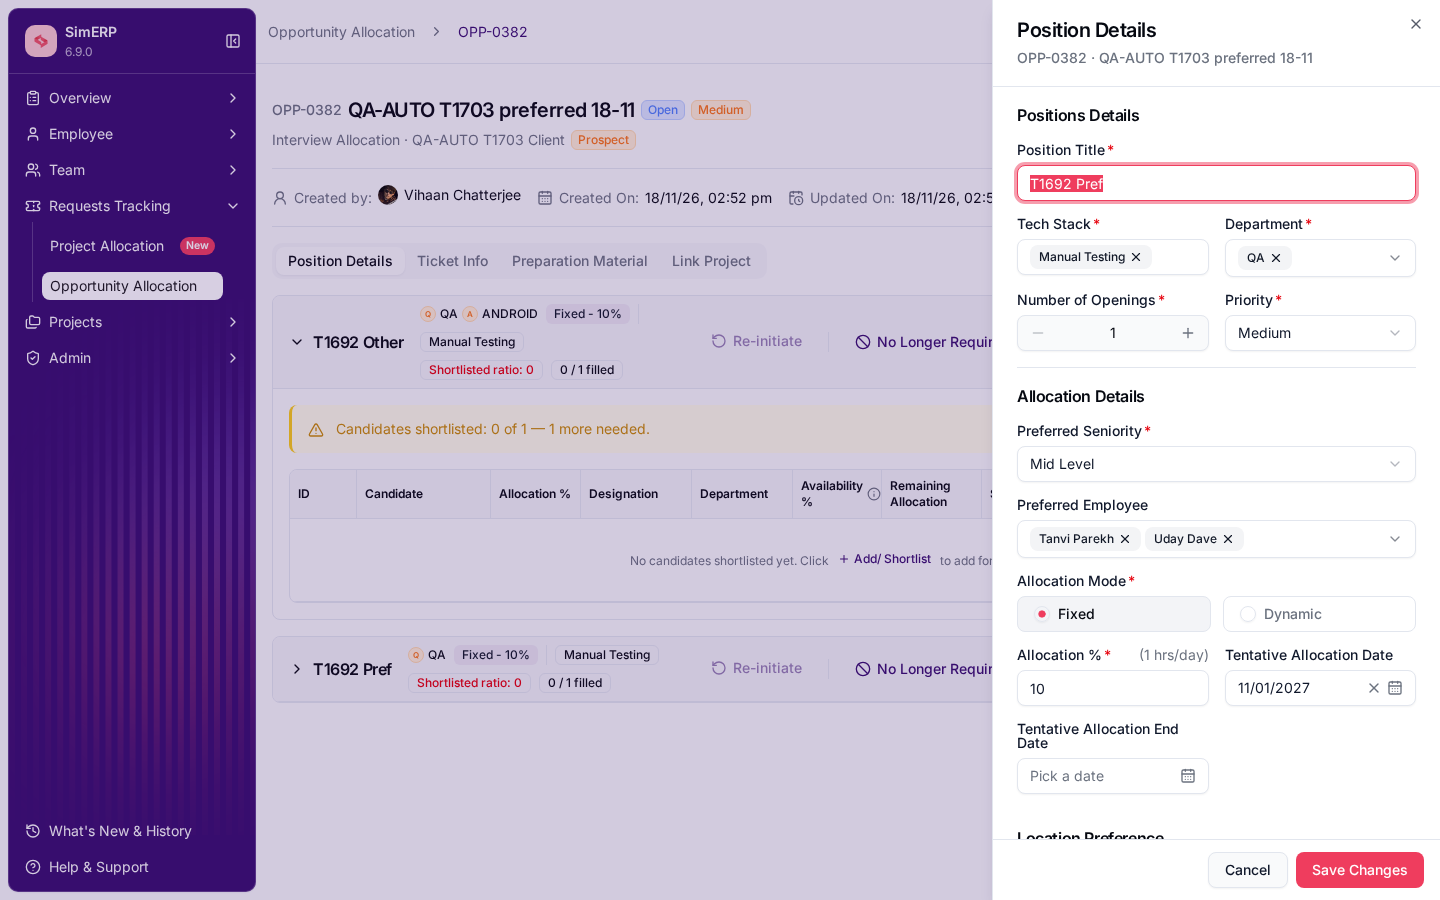 SimERP
6.9.0
Overview
Employee
Team
Requests Tracking
Project Allocation New
Opportunity Allocation
Projects
Admin
What's New & History
Help & Support
Opportunity Allocation > OPP-0382
OPP-0382 QA-AUTO T1703 preferred 18-11 Open Medium
Interview Allocation · QA-AUTO T1703 Client Prospect
Created by: Vihaan Chatterjee Created On: 18/11/26, 02:52 pm Updated On: 18/11/26, 02:5
Position Details Ticket Info Preparation Material Link Project
T1692 Other Q QA A ANDROID Fixed - 10%
Manual Testing
Shortlisted ratio: 0 0 / 1 filled
Re-initiate No Longer Requir
Candidates shortlisted: 0 of 1 — 1 more needed.
ID Candidate Allocation % Designation Department Availability % Remaining Allocation
No candidates shortlisted yet. Click + Add/ Shortlist to add for
T1692 Pref Q QA Fixed - 10% Manual Testing
Shortlisted ratio: 0 0 / 1 filled
Re-initiate No Longer Requir
Position Details
OPP-0382 · QA-AUTO T1703 preferred 18-11
Positions Details
Position Title*
T1692 Pref
Tech Stack* Department*
Manual Testing QA
Number of Openings* Priority*
1 Medium
Allocation Details
Preferred Seniority*
Mid Level
Preferred Employee
Tanvi Parekh Uday Dave
Allocation Mode*
Fixed Dynamic
Allocation %* (1 hrs/day) Tentative Allocation Date
10 11/01/2027
Tentative Allocation End
Date
Pick a date
Location Preference
Cancel Save Changes